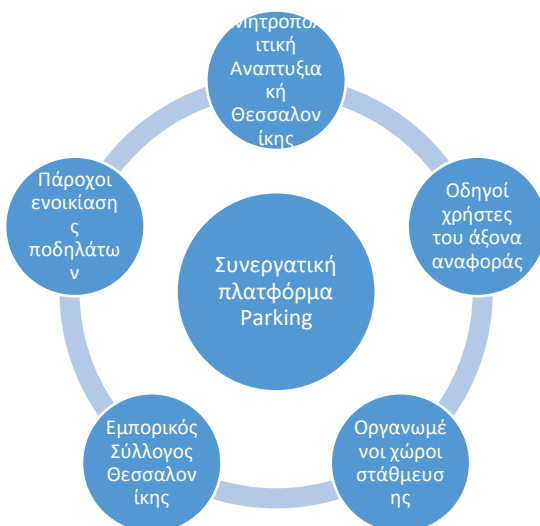 Μητροπολ
ιτική
Αναπτυξια
κή
Θεσσαλον
ίκης
Πάροχοι
ενοικίαση
ς
ποδηλάτω
ν
Οδηγοί
χρήστες
του άξονα
αναφοράς
Συνεργατική
πλατφόρμα
Parking
Εμπορικός
Σύλλογος
Θεσσαλον
ίκης
Οργανωμέ
νοι χώροι
στάθμευσ
ης